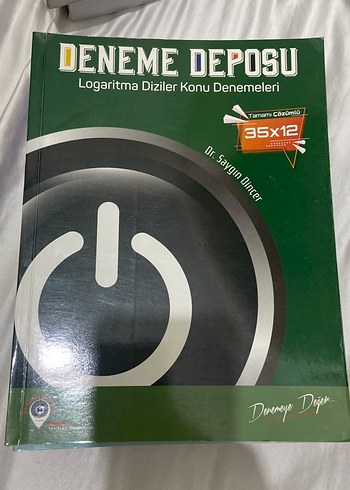 DENEME DEPOSU
Logaritma Diziler Konu Denemeleri
Tamamı Çözümlü
35x12
Dr. Saygın Dinçer
Denemeye Değer...